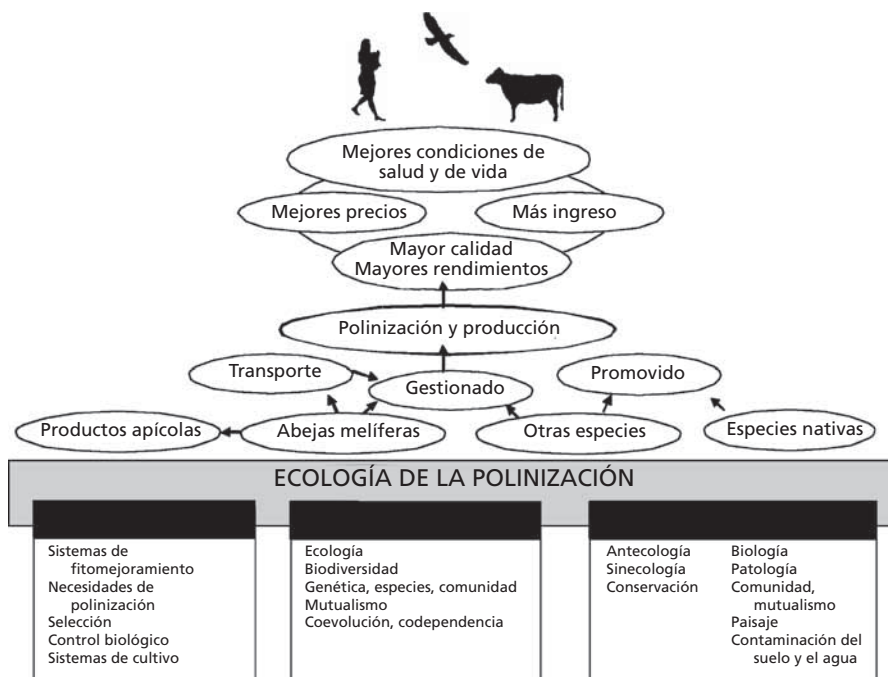 Mejores condiciones de
salud y de vida
Mejores precios
Más ingreso
Mayor calidad
Mayores rendimientos
Polinización y producción
Transporte
Gestionado
Promovido
Productos apícolas
Abejas melíferas
Otras especies
Especies nativas
ECOLOGÍA DE LA POLINIZACIÓN
Sistemas de
fitomejoramiento
Necesidades de
polinización
Selección
Control biológico
Sistemas de cultivo
Ecología
Biodiversidad
Genética, especies, comunidad
Mutualismo
Coevolución, codependencia
Antecología
Sinecología
Conservación
Biología
Patología
Comunidad,
mutualismo
Paisaje
Contaminación del
suelo y el agua